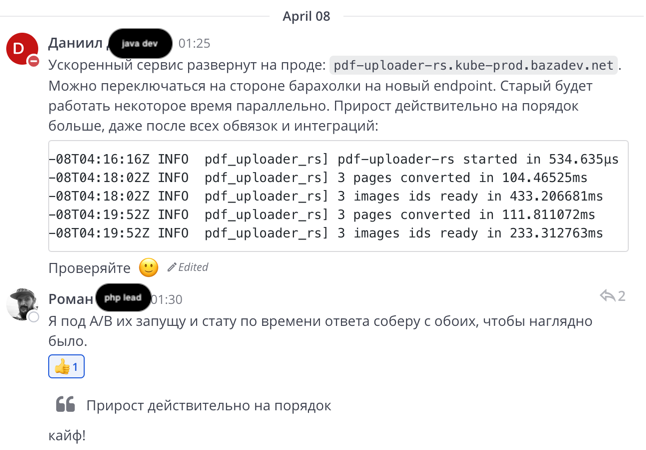 April 08
D
Даниил java dev 01:25
Ускоренный сервис развернут на проде: pdf-uploader-rs.kube-prod.bazadev.net.
Можно переключаться на стороне барахолки на новый endpoint. Старый будет
работать некоторое время параллельно. Прирост действительно на порядок
больше, даже после всех обвязок и интеграций:
-08T04:16:16Z INFO  pdf_uploader_rs] pdf-uploader-rs started in 534.635µs
-08T04:18:02Z INFO  pdf_uploader_rs] 3 pages converted in 104.46525ms
-08T04:18:02Z INFO  pdf_uploader_rs] 3 images ids ready in 433.206681ms
-08T04:19:52Z INFO  pdf_uploader_rs] 3 pages converted in 111.811072ms
-08T04:19:52Z INFO  pdf_uploader_rs] 3 images ids ready in 233.312763ms
Проверяйте 🙂 Edited
Роман php lead 01:30 2
Я под A/B их запущу и стату по времени ответа соберу с обоих, чтобы наглядно
было.
👍 1
Прирост действительно на порядок
кайф!